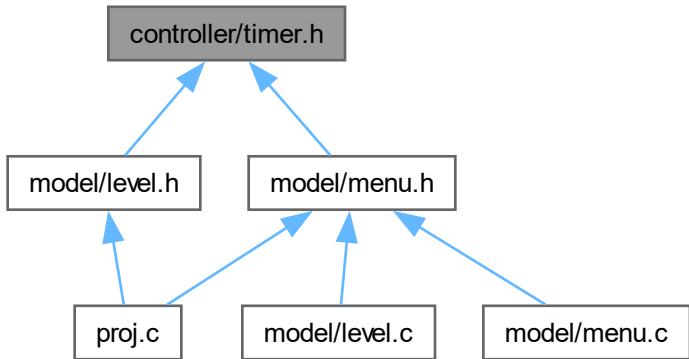 controller/timer.h
model/level.h
model/menu.h
proj.c
model/level.c
model/menu.c